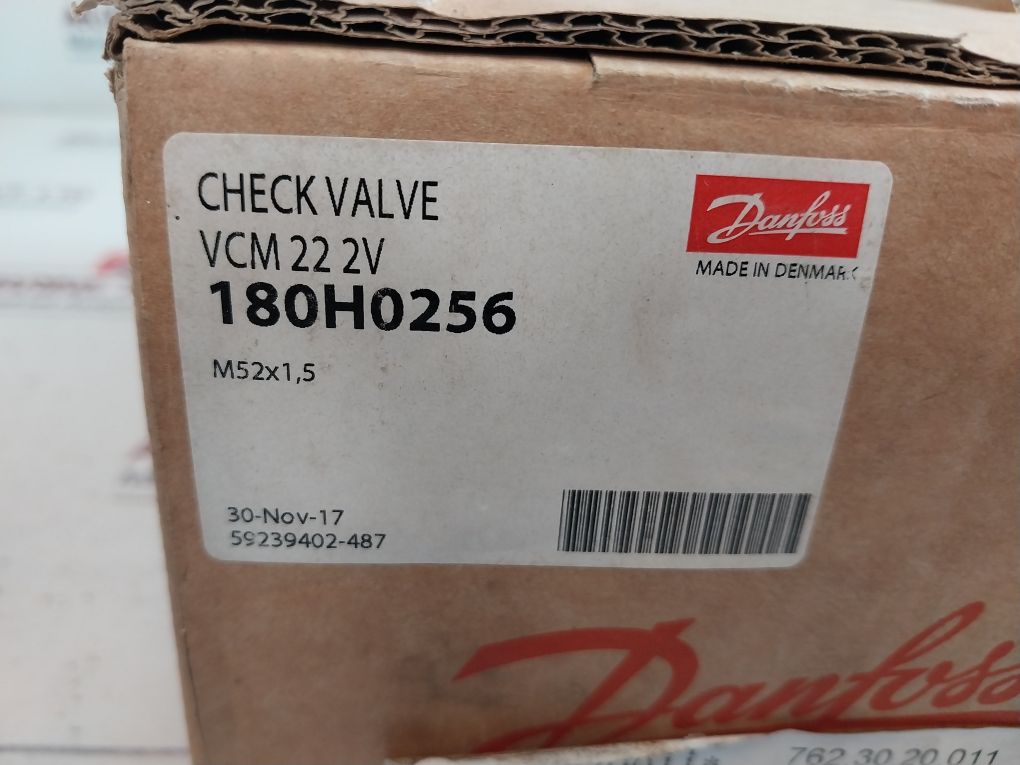 CHECK VALVE
VCM 22 2V
180H0256
M52x1,5
Danfoss
MADE IN DENMARK
30-Nov-17
59239402-487
Danfoss
762 30 20 011